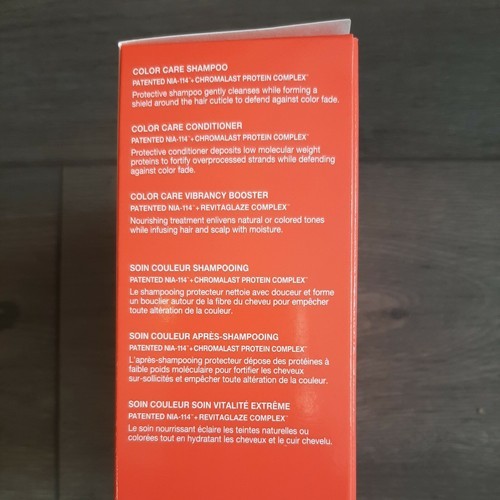 COLOR CARE SHAMPOO
PATENTED NIA-114™+ CHROMALAST PROTEIN COMPLEX™
Protective shampoo gently cleanses while forming a
shield around the hair cuticle to defend against color fade.
COLOR CARE CONDITIONER
PATENTED NIA-114™+ CHROMALAST PROTEIN COMPLEX™
Protective conditioner deposits low molecular weight
proteins to fortify overprocessed strands while defending
against color fade.
COLOR CARE VIBRANCY BOOSTER
PATENTED NIA-114™+ REVITAGLAZE COMPLEX™
Nourishing treatment enlivens natural or colored tones
while infusing hair and scalp with moisture.
SOIN COULEUR SHAMPOOING
PATENTED NIA-114™+ CHROMALAST PROTEIN COMPLEX™
Le shampooing protecteur nettoie avec douceur et forme
un bouclier autour de la fibre du cheveu pour empêcher
toute altération de la couleur.
SOIN COULEUR APRÈS-SHAMPOOING
PATENTED NIA-114™+ CHROMALAST PROTEIN COMPLEX™
L'après-shampooing protecteur dépose des protéines à
faible poids moléculaire pour fortifier les cheveux
sur-sollicités et empêcher toute altération de la couleur.
SOIN COULEUR SOIN VITALITÉ EXTRÊME
PATENTED NIA-114™+ REVITAGLAZE COMPLEX™
Le soin nourrissant éclaire les teintes naturelles ou
colorées tout en hydratant les cheveux et le cuir chevelu.